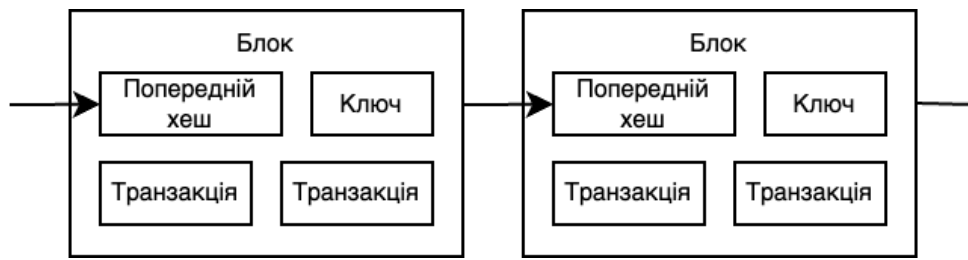 Блок
Попередній
хеш
Ключ
Транзакція
Транзакція
Блок
Попередній
хеш
Ключ
Транзакція
Транзакція